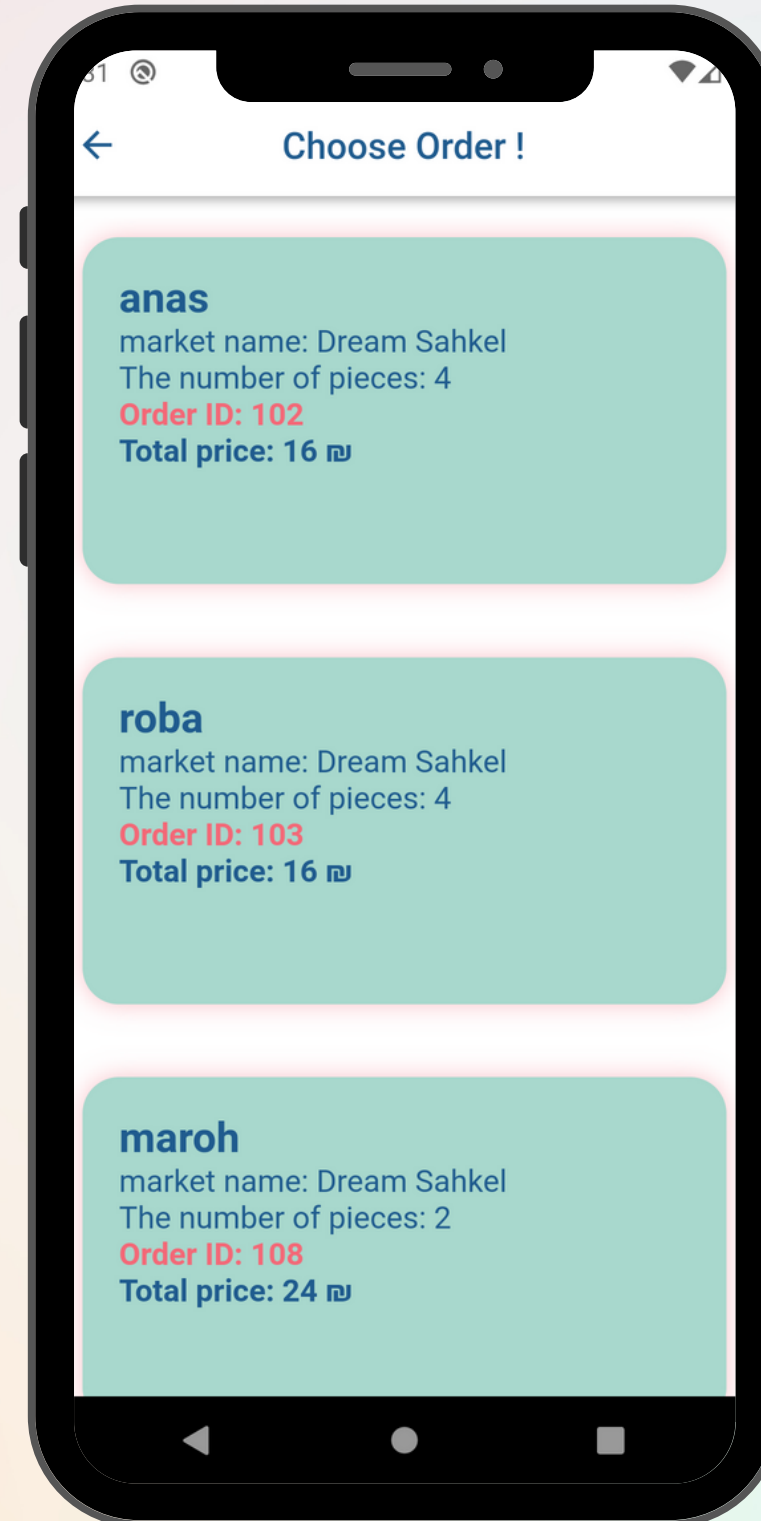 Choose Order !
anas
market name: Dream Sahkel
The number of pieces: 4
Order ID: 102
Total price: 16 ₪
roba
market name: Dream Sahkel
The number of pieces: 4
Order ID: 103
Total price: 16 ₪
maroh
market name: Dream Sahkel
The number of pieces: 2
Order ID: 108
Total price: 24 ₪